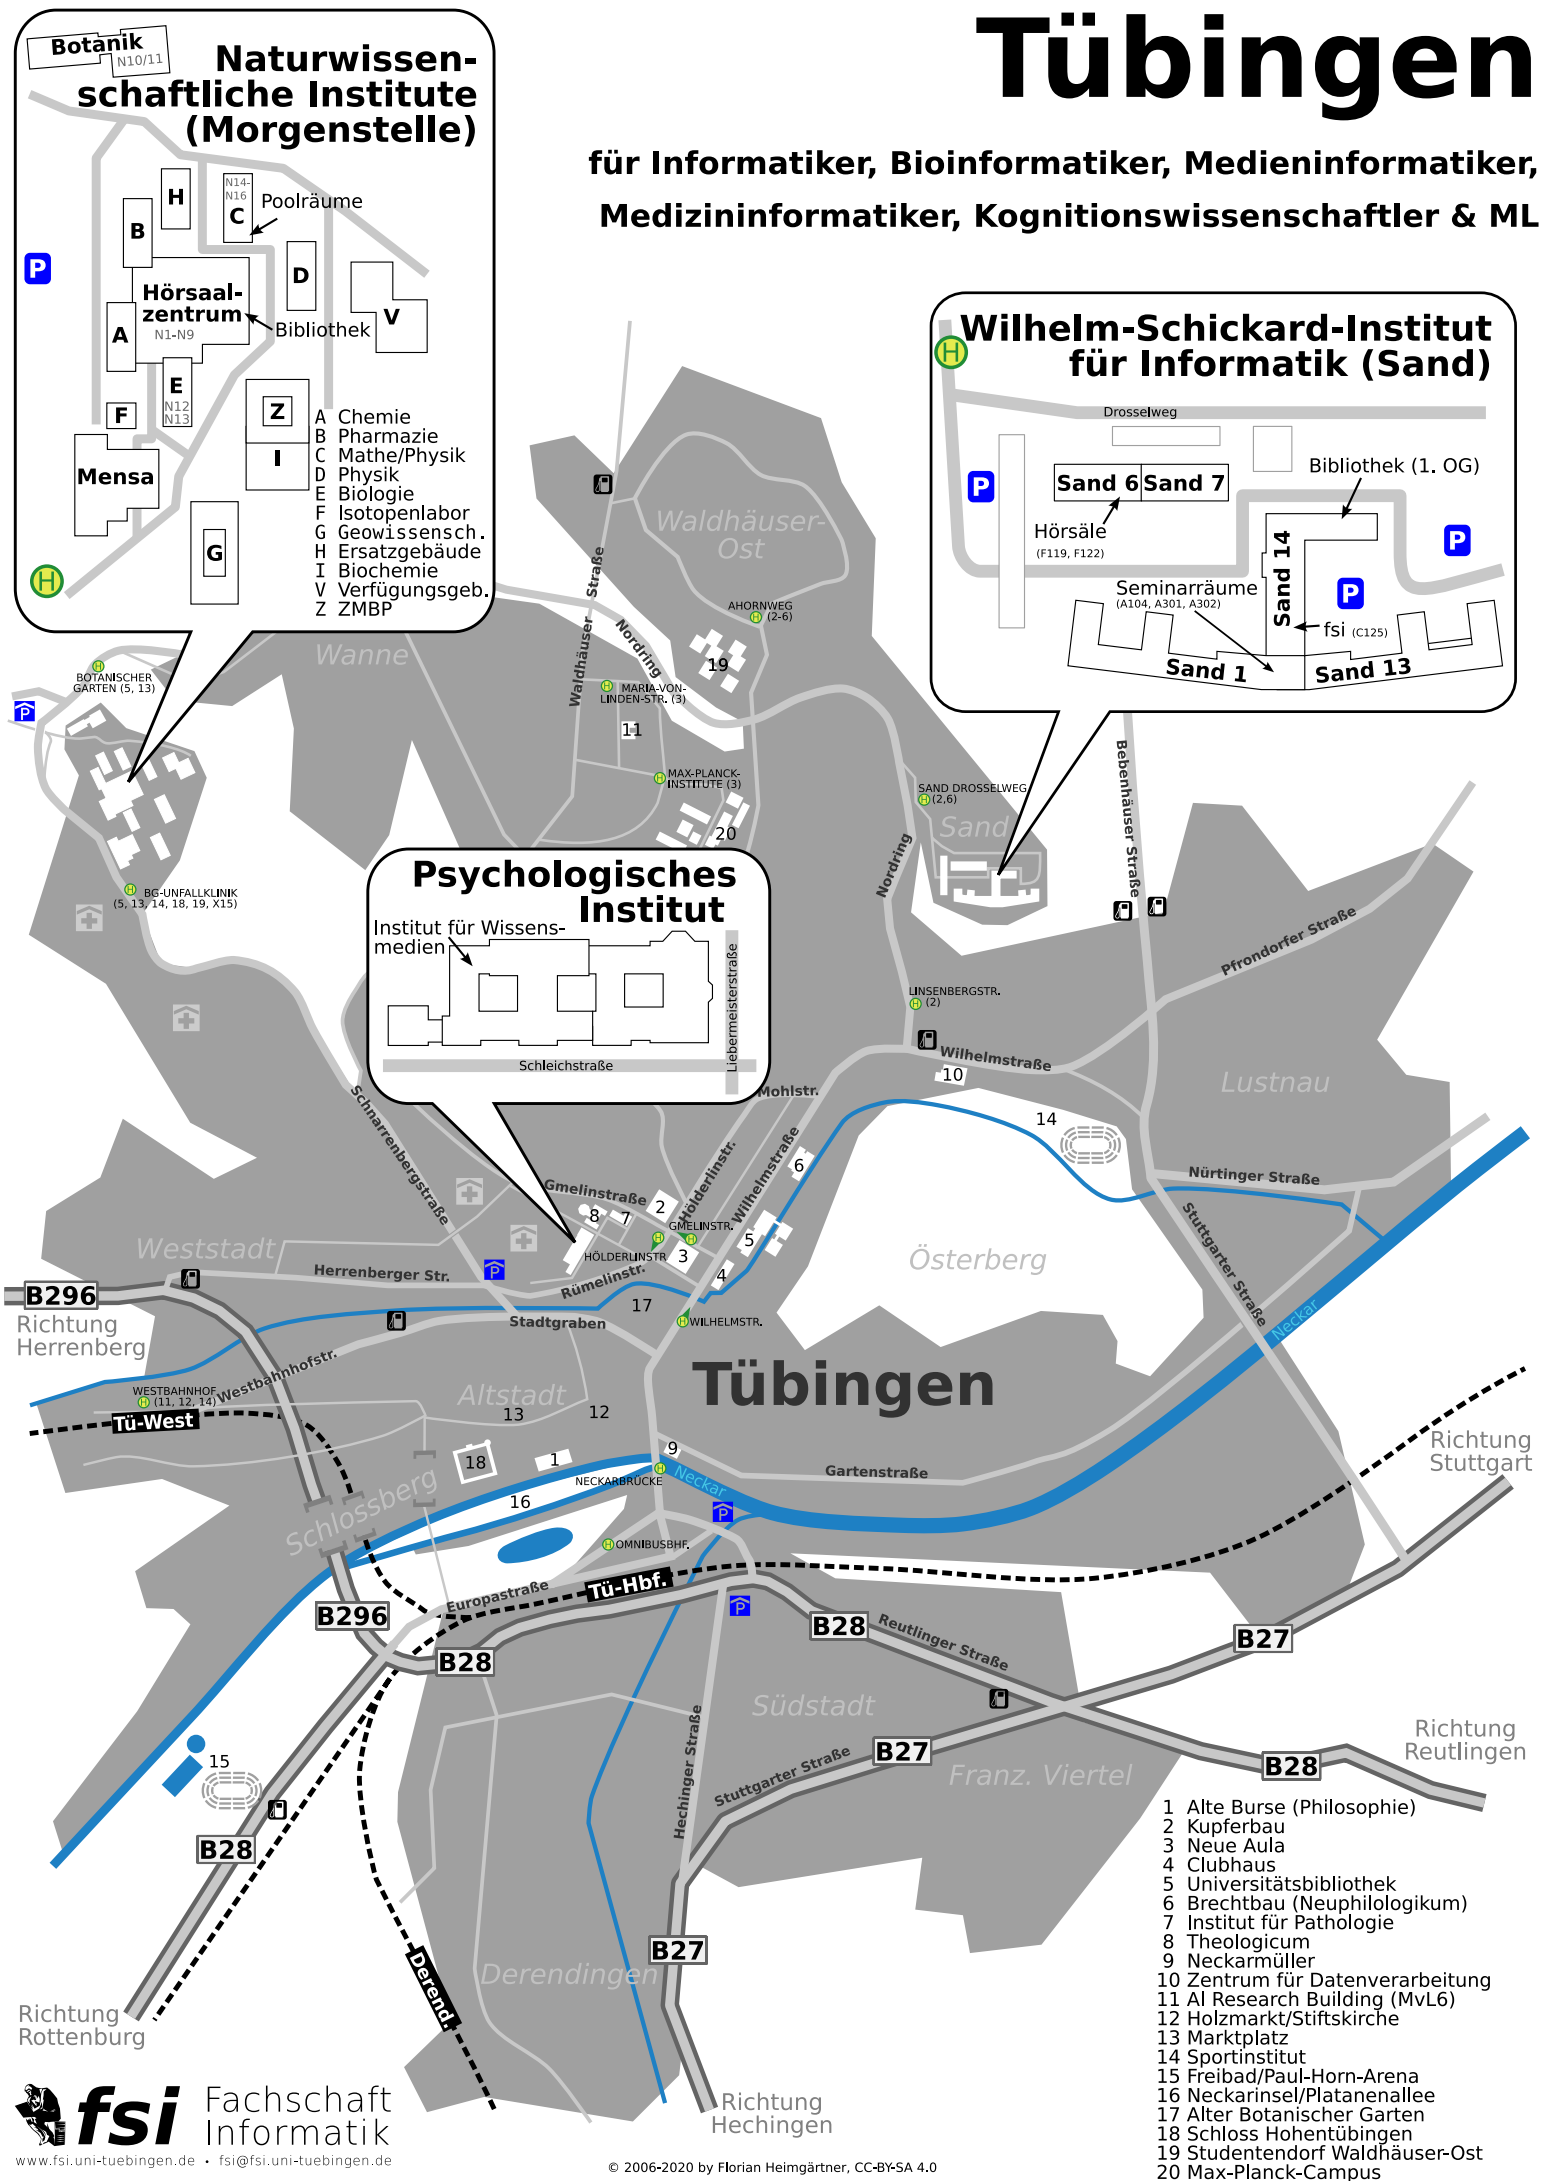 Tübingen
für Informatiker, Bioinformatiker, Medieninformatiker,
Medizininformatiker, Kognitionswissenschaftler & ML
Botanik
N10/11
Naturwissen-
schaftliche Institute
(Morgenstelle)
H
N14-
N16
C
Poolräume
B
P
D
Hörsaal-
zentrum
N1-N9
A
Bibliothek
V
E
N12
N13
F
Z
I
Mensa
G
H
A Chemie
B Pharmazie
C Mathe/Physik
D Physik
E Biologie
F Isotopenlabor
G Geowissensch.
H Ersatzgebäude
I Biochemie
V Verfügungsgeb.
Z ZMBP
Wilhelm-Schickard-Institut
für Informatik (Sand)
H
Drosselweg
P
Sand 6
Sand 7
Bibliothek (1. OG)
Hörsäle
(F119, F122)
P
Sand 14
Seminarräume
(A104, A301, A302)
P
fsi (C125)
Sand 1
Sand 13
Waldhäuser-
Ost
Waldhäuser Straße
Nordring
AHORNWEG
H (2-6)
19
Wanne
H
BOTANISCHER
GARTEN (5, 13)
P
H MARIA-VON-
LINDEN-STR. (3)
11
H MAX-PLANCK-
INSTITUTE (3)
20
SAND DROSSELWEG
H (2,6)
Sand
Nordring
Bebenhäuser Straße
H BG-UNFALLKLINIK
(5, 13, 14, 18, 19, X15)
Psychologisches
Institut
Institut für Wissens-
medien
Liebermeisterstraße
Schleichstraße
Pfrondorfer Straße
LINSENBERGSTR.
H (2)
Wilhelmstraße
10
Lustnau
14
Mohlstr.
Schnarrenbergstraße
Hölderlinstr.
Wilhelmstraße
6
Gmelinstraße
2
8
7
GMELINSTR.
H
H
HÖLDERLINSTR.
3
5
4
Nürtinger Straße
Stuttgarter Straße
Weststadt
Herrenberger Str.
P
Rümelinstr.
Österberg
B296
Richtung
Herrenberg
17
Stadtgraben
H WILHELMSTR.
Neckar
Westbahnhofstr.
WESTBAHNHOF
H (11, 12, 14)
Tü-West
Altstadt
Tübingen
13
12
9
18
1
H
NECKARBRÜCKE
Neckar
Gartenstraße
Richtung
Stuttgart
Schlossberg
16
P
H OMNIBUSBHF.
Tü-Hbf.
Europastraße
P
B296
B28
B28
Reutlinger Straße
B27
Südstadt
Richtung
Reutlingen
Hechinger Straße
Stuttgarter Straße
B27
Franz. Viertel
B28
15
B28
B27
Derendingen
Derend.
Richtung
Rottenburg
Richtung
Hechingen
1 Alte Burse (Philosophie)
2 Kupferbau
3 Neue Aula
4 Clubhaus
5 Universitätsbibliothek
6 Brechtbau (Neuphilologikum)
7 Institut für Pathologie
8 Theologicum
9 Neckarmüller
10 Zentrum für Datenverarbeitung
11 AI Research Building (MvL6)
12 Holzmarkt/Stiftskirche
13 Marktplatz
14 Sportinstitut
15 Freibad/Paul-Horn-Arena
16 Neckarinsel/Platanenallee
17 Alter Botanischer Garten
18 Schloss Hohentübingen
19 Studentendorf Waldhäuser-Ost
20 Max-Planck-Campus
fsi Fachschaft
Informatik
www.fsi.uni-tuebingen.de • fsi@fsi.uni-tuebingen.de
© 2006-2020 by Florian Heimgärtner, CC-BY-SA 4.0